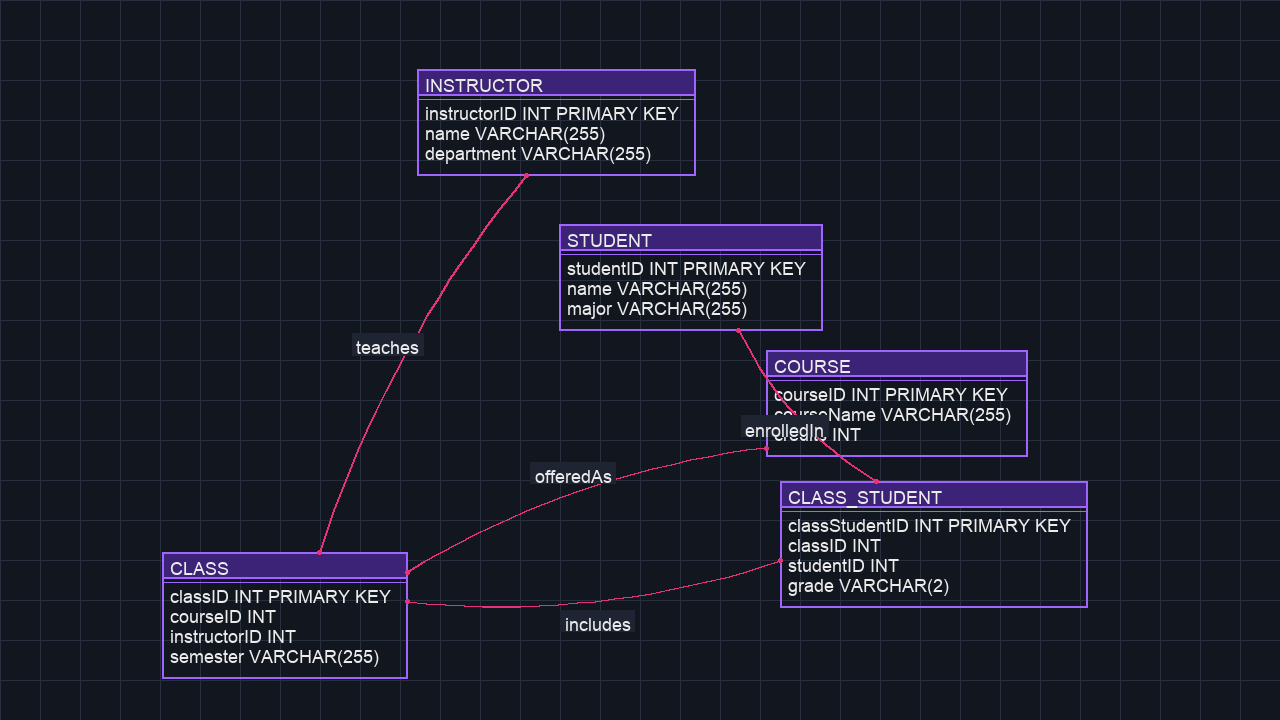 INSTRUCTOR
instructorID INT PRIMARY KEY
name VARCHAR(255)
department VARCHAR(255)
STUDENT
studentID INT PRIMARY KEY
name VARCHAR(255)
major VARCHAR(255)
teaches
COURSE
courseID INT PRIMARY KEY
courseName VARCHAR(255)
INT
enrolledIn
offeredAs
CLASS_STUDENT
classStudentID INT PRIMARY KEY
classID INT
studentID INT
grade VARCHAR(2)
CLASS
classID INT PRIMARY KEY
courseID INT
instructorID INT
semester VARCHAR(255)
includes